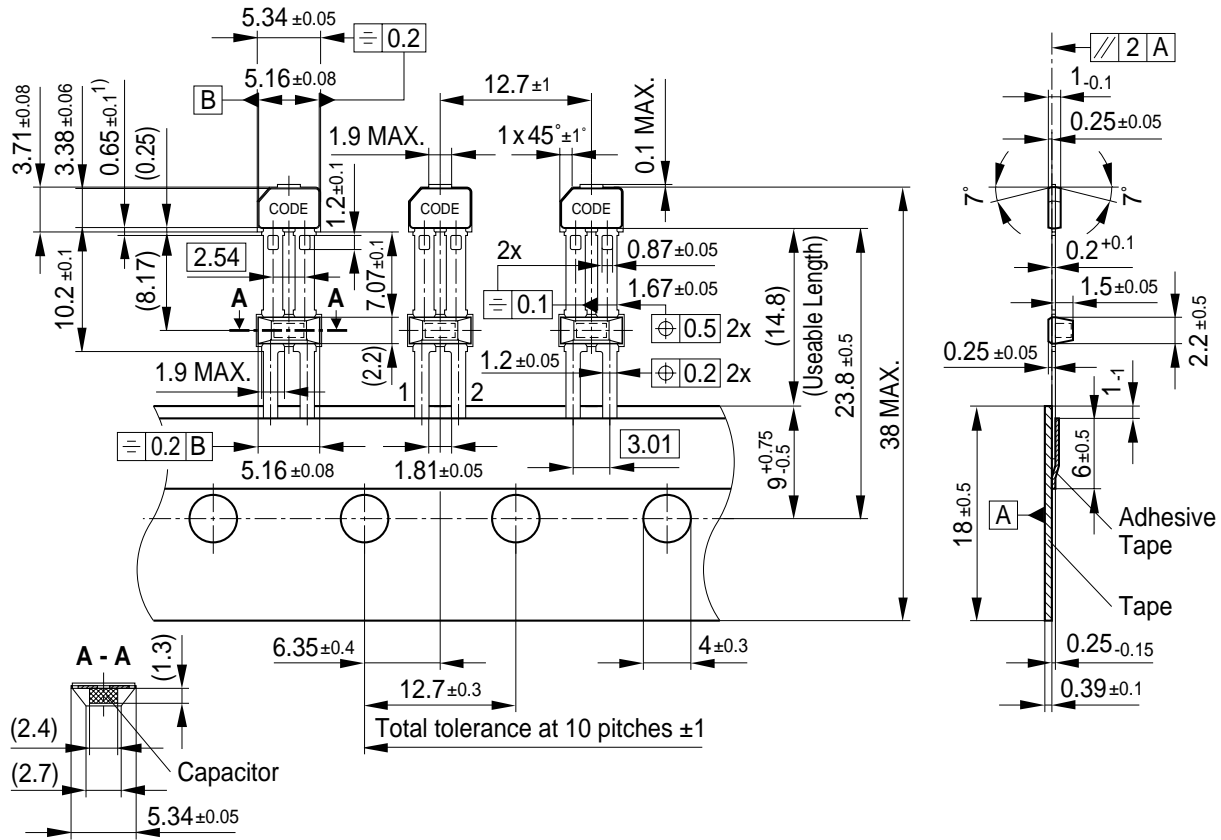 5.34 ±0.05
⌯ 0.2
B
5.16 ±0.08
12.7 ±1
3.71 ±0.08
3.38 ±0.06
0.65 ±0.1 1)
(0.25)
1.9 MAX.
1 x 45° ±1°
0.1 MAX.
1.2 ±0.1
CODE
CODE
CODE
10.2 ±0.1
(8.17)
2.54
7.07 ±0.1
2x
0.87 ±0.05
⌯ 0.1
1.67 ±0.05
⌖ 0.5 2x
A
A
(2.2)
1.9 MAX.
1
2
1.2 ±0.05
⌖ 0.2 2x
(14.8)
(Useable Length)
23.8 ±0.5
38 MAX.
⌯ 0.2 B
5.16 ±0.08
1.81 ±0.05
3.01
9 +0.75 -0.5
6.35 ±0.4
4 ±0.3
12.7 ±0.3
Total tolerance at 10 pitches ±1
A - A
(1.3)
(2.4)
(2.7)
Capacitor
5.34 ±0.05
// 2 A
1 -0.1
0.25 ±0.05
7°
7°
0.2 +0.1
1.5 ±0.05
2.2 ±0.5
0.25 ±0.05
1 -1
6 ±0.5
18 ±0.5
A
Adhesive
Tape
Tape
0.25 -0.15
0.39 ±0.1